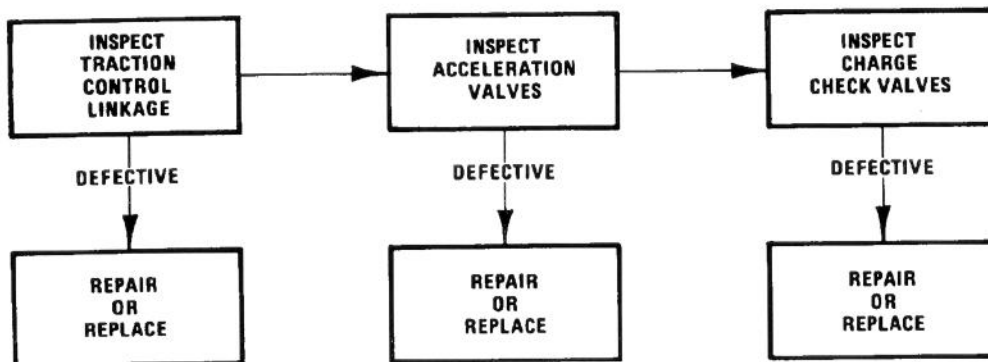 INSPECT
TRACTION
CONTROL
LINKAGE
INSPECT
ACCELERATION
VALVES
INSPECT
CHARGE
CHECK VALVES
DEFECTIVE
DEFECTIVE
DEFECTIVE
REPAIR
OR
REPLACE
REPAIR
OR
REPLACE
REPAIR
OR
REPLACE